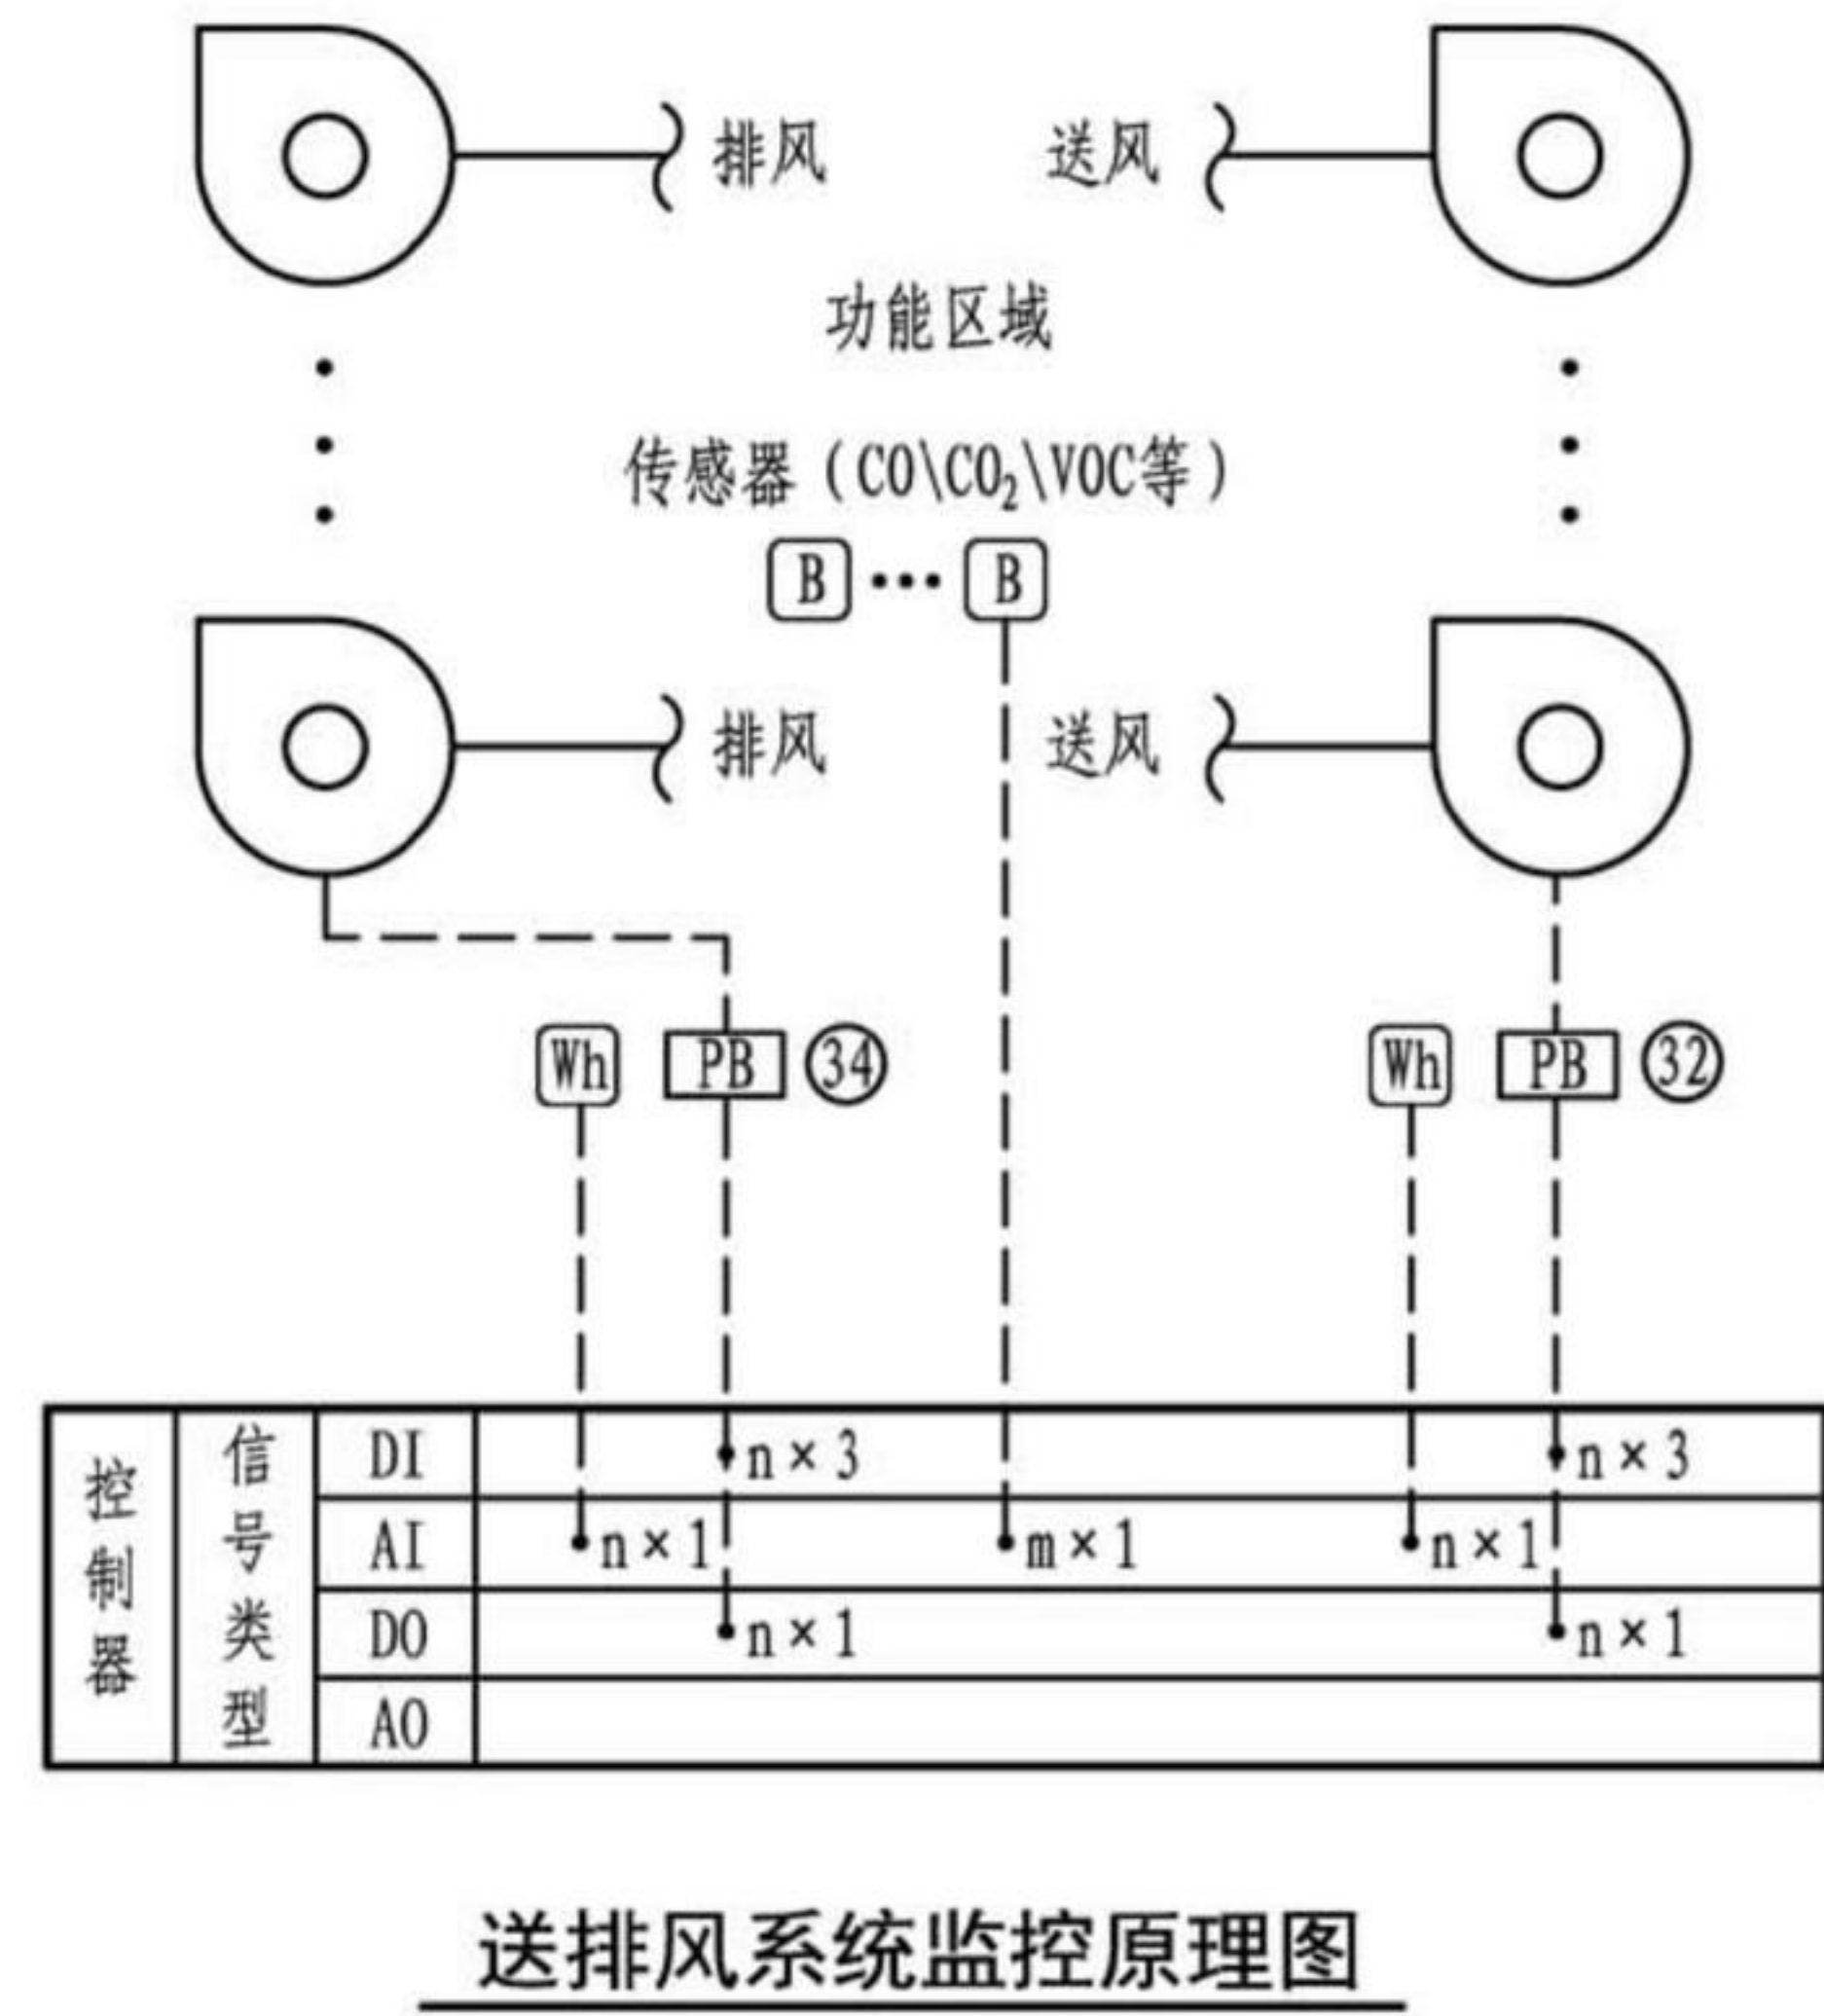 排风 送风
功能区域
传感器（CO\CO₂\VOC等）
B ••• B
排风 送风
Wh PB 34 Wh PB 32
控制器
信号类型
DI n×3 n×3
AI n×1 m×1 n×1
DO n×1 n×1
AO
送排风系统监控原理图